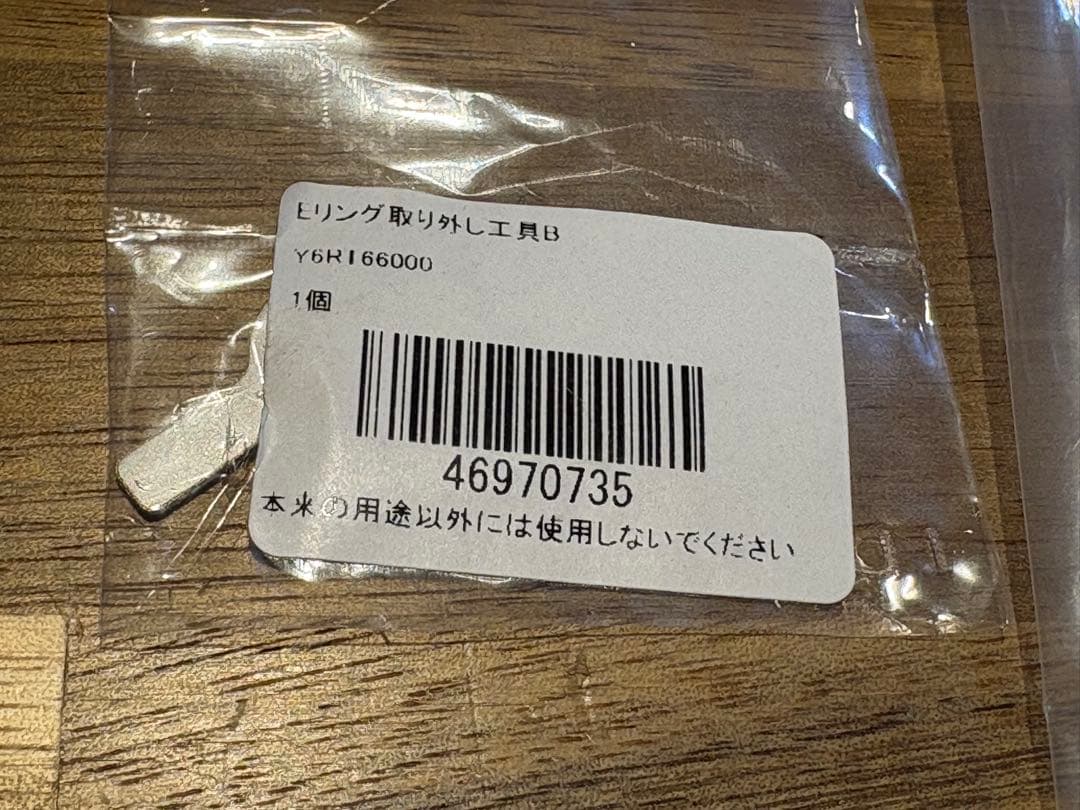 Eリング取り外し工具B
Y6RT66000
1個
46970735
本来の用途以外には使用しないでください